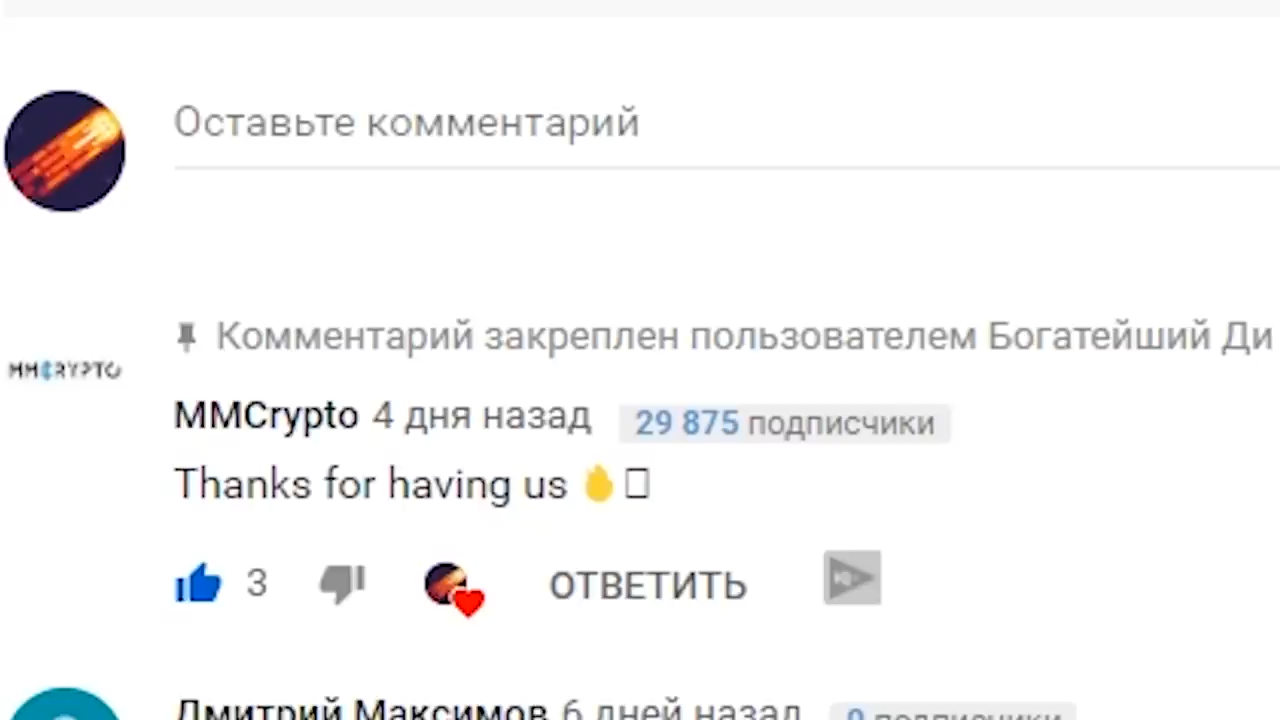 Оставьте комментарий
Комментарий закреплен пользователем Богатейший Ди
MMCRYPTO
MMCrypto 4 дня назад 29 875 подписчики
Thanks for having us
3 ОТВЕТИТЬ
Дмитрий Максимов 6 дней назад 0 подписчики